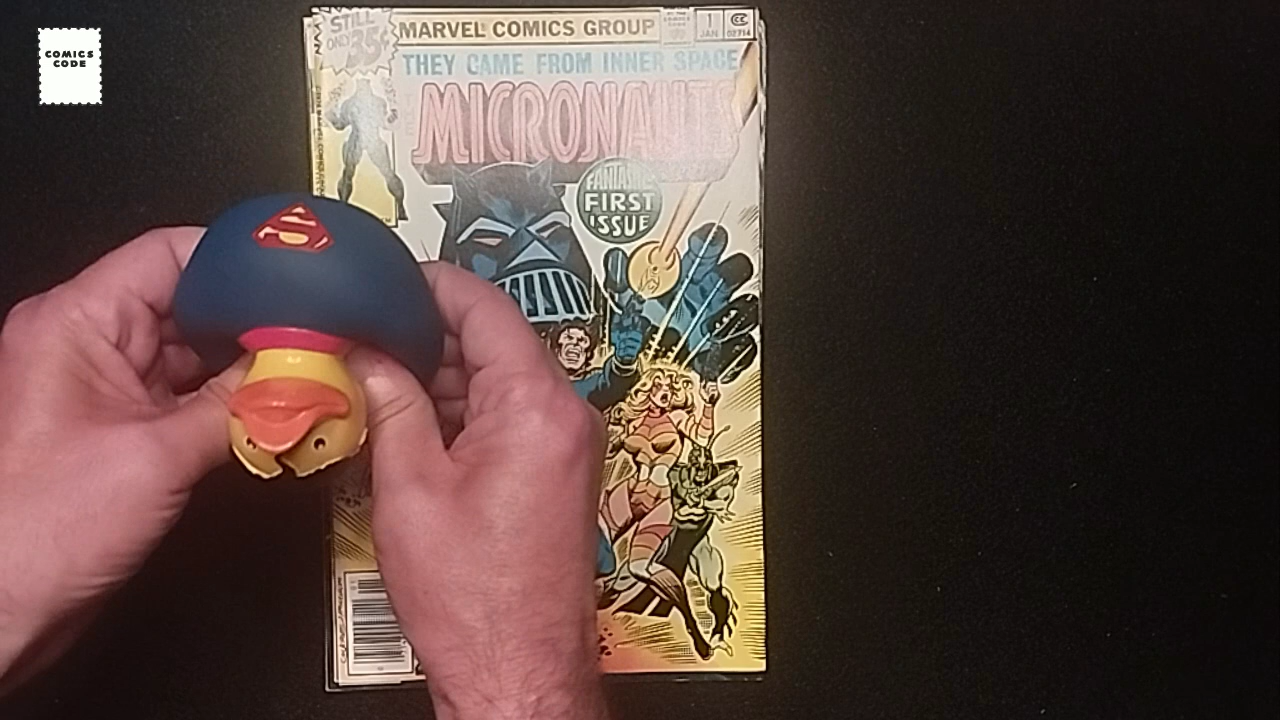 COMICS
CODE
STILL
ONLY 35¢
MARVEL COMICS GROUP
1
JAN
CC
02714
THEY CAME FROM INNER SPACE
MICRONAUTS
FANTASTIC
FIRST
ISSUE
S